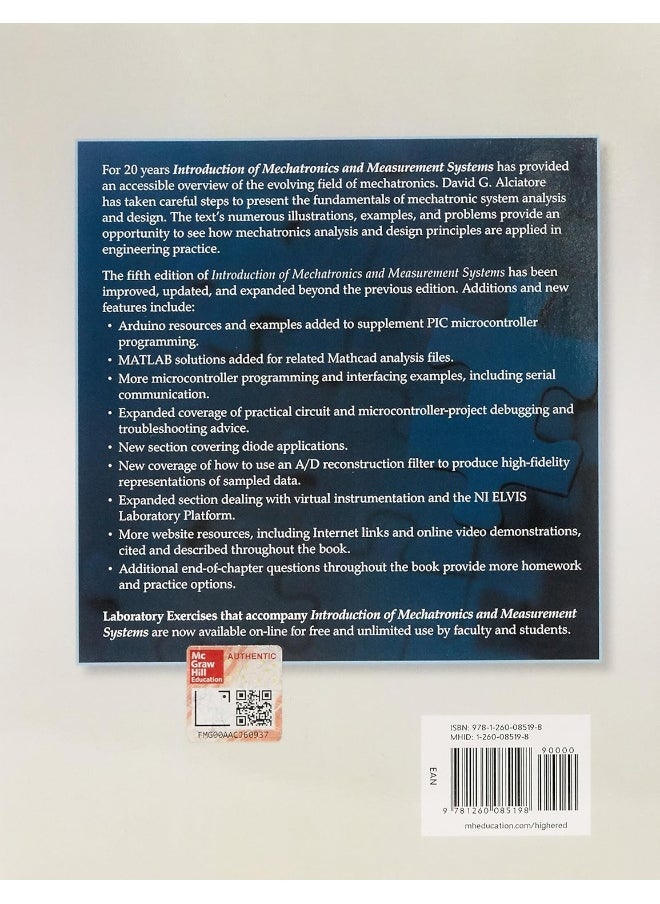 For 20 years Introduction of Mechatronics and Measurement Systems has provided
an accessible overview of the evolving field of mechatronics. David G. Alciatore
has taken careful steps to present the fundamentals of mechatronic system analysis
and design. The text's numerous illustrations, examples, and problems provide an
opportunity to see how mechatronics analysis and design principles are applied in
engineering practice.
The fifth edition of Introduction of Mechatronics and Measurement Systems has been
improved, updated, and expanded beyond the previous edition. Additions and new
features include:
• Arduino resources and examples added to supplement PIC microcontroller
programming.
• MATLAB solutions added for related Mathcad analysis files.
• More microcontroller programming and interfacing examples, including serial
communication.
• Expanded coverage of practical circuit and microcontroller-project debugging and
troubleshooting advice.
• New section covering diode applications.
• New coverage of how to use an A/D reconstruction filter to produce high-fidelity
representations of sampled data.
• Expanded section dealing with virtual instrumentation and the NI ELVIS
Laboratory Platform.
• More website resources, including Internet links and online video demonstrations,
cited and described throughout the book.
• Additional end-of-chapter questions throughout the book provide more homework
and practice options.
Laboratory Exercises that accompany Introduction of Mechatronics and Measurement
Systems are now available on-line for free and unlimited use by faculty and students.
Mc
Graw
Hill
Education
AUTHENTIC
FMG00AACJ60937
ISBN: 978-1-260-08519-8
MHID: 1-260-08519-8
90000
EAN
9 781260 085198
mheducation.com/highered